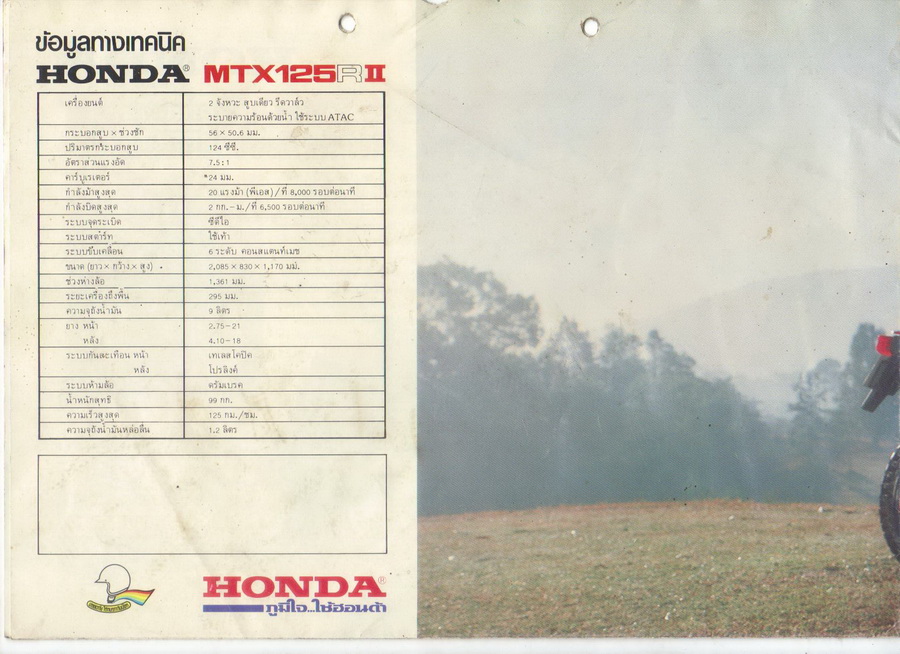 ข้อมูลทางเทคนิค
HONDA® MTX125RII
เครื่องยนต์ 2 จังหวะ สูบเดียว รีดวาล์ว
ระบายความร้อนด้วยน้ำ ใช้ระบบ ATAC
กระบอกสูบ × ช่วงชัก 56 × 50.6 มม.
ปริมาตรกระบอกสูบ 124 ซีซี.
อัตราส่วนแรงอัด 7.5 : 1
คาร์บูเรเตอร์ 24 มม.
กำลังม้าสูงสุด 20 แรงม้า (พีเอส) / ที่ 8,000 รอบต่อนาที
กำลังบิดสูงสุด 2 กก.-ม. / ที่ 6,500 รอบต่อนาที
ระบบจุดระเบิด ซีดีไอ
ระบบสตาร์ท ใช้เท้า
ระบบขับเคลื่อน 6 ระดับ คอนสแตนท์เมช
ขนาด (ยาว × กว้าง × สูง) 2,085 × 830 × 1,170 มม.
ช่วงห่างล้อ 1,361 มม.
ระยะเครื่องถึงพื้น 295 มม.
ความจุถังน้ำมัน 9 ลิตร
ยาง หน้า 2.75-21
หลัง 4.10-18
ระบบกันสะเทือน หน้า เทเลสโคปิค
หลัง โปรลิงค์
ระบบห้ามล้อ ดรัมเบรค
น้ำหนักสุทธิ 99 กก.
ความเร็วสูงสุด 125 กม./ชม.
ความจุถังน้ำมันหล่อลื่น 1.2 ลิตร
HONDA®
ภูมิใจ...ใช้ฮอนด้า